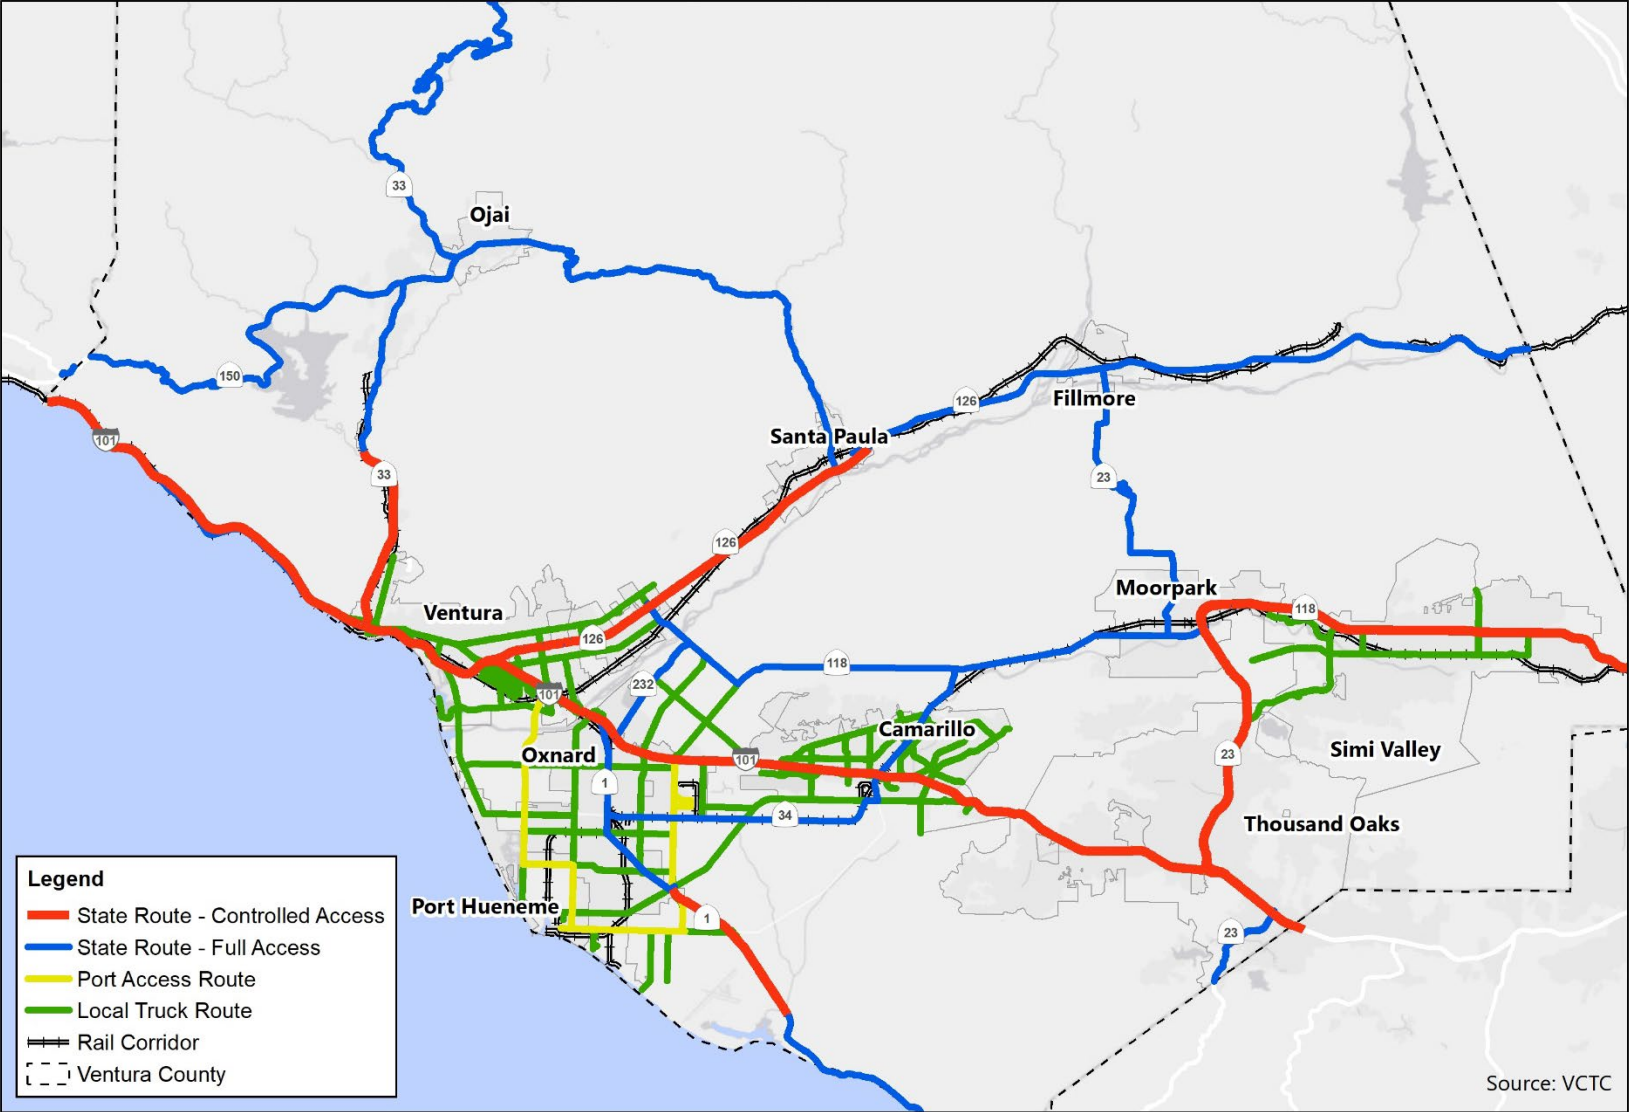 33
Ojai
150
101
33
126
Fillmore
Santa Paula
126
23
Moorpark
118
Ventura
126
118
232
101
Camarillo
Oxnard
101
1
34
23
Simi Valley
Thousand Oaks
Port Hueneme
1
23
Legend
State Route - Controlled Access
State Route - Full Access
Port Access Route
Local Truck Route
Rail Corridor
Ventura County
Source: VCTC